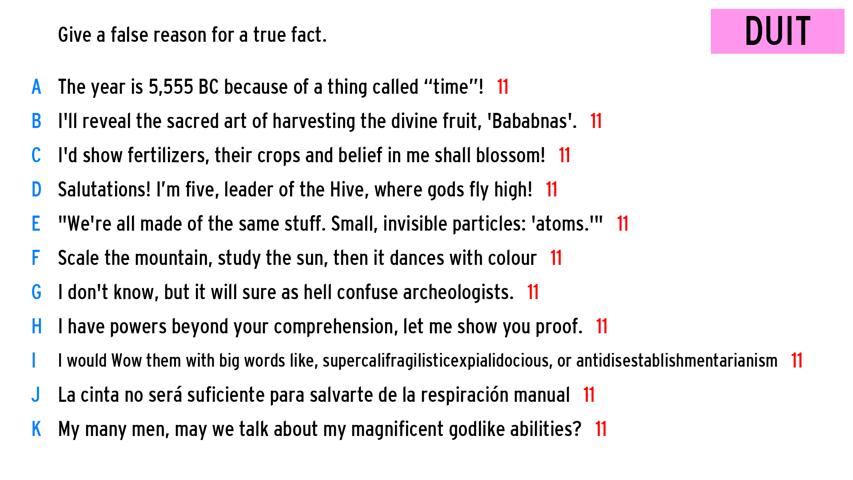 Give a false reason for a true fact.
DUIT
A The year is 5,555 BC because of a thing called “time”! 11
B I'll reveal the sacred art of harvesting the divine fruit, 'Bababnas'. 11
C I'd show fertilizers, their crops and belief in me shall blossom! 11
D Salutations! I’m five, leader of the Hive, where gods fly high! 11
E "We're all made of the same stuff. Small, invisible particles: 'atoms.'" 11
F Scale the mountain, study the sun, then it dances with colour 11
G I don't know, but it will sure as hell confuse archeologists. 11
H I have powers beyond your comprehension, let me show you proof. 11
I I would Wow them with big words like, supercalifragilisticexpialidocious, or antidisestablishmentarianism 11
J La cinta no será suficiente para salvarte de la respiración manual 11
K My many men, may we talk about my magnificent godlike abilities? 11